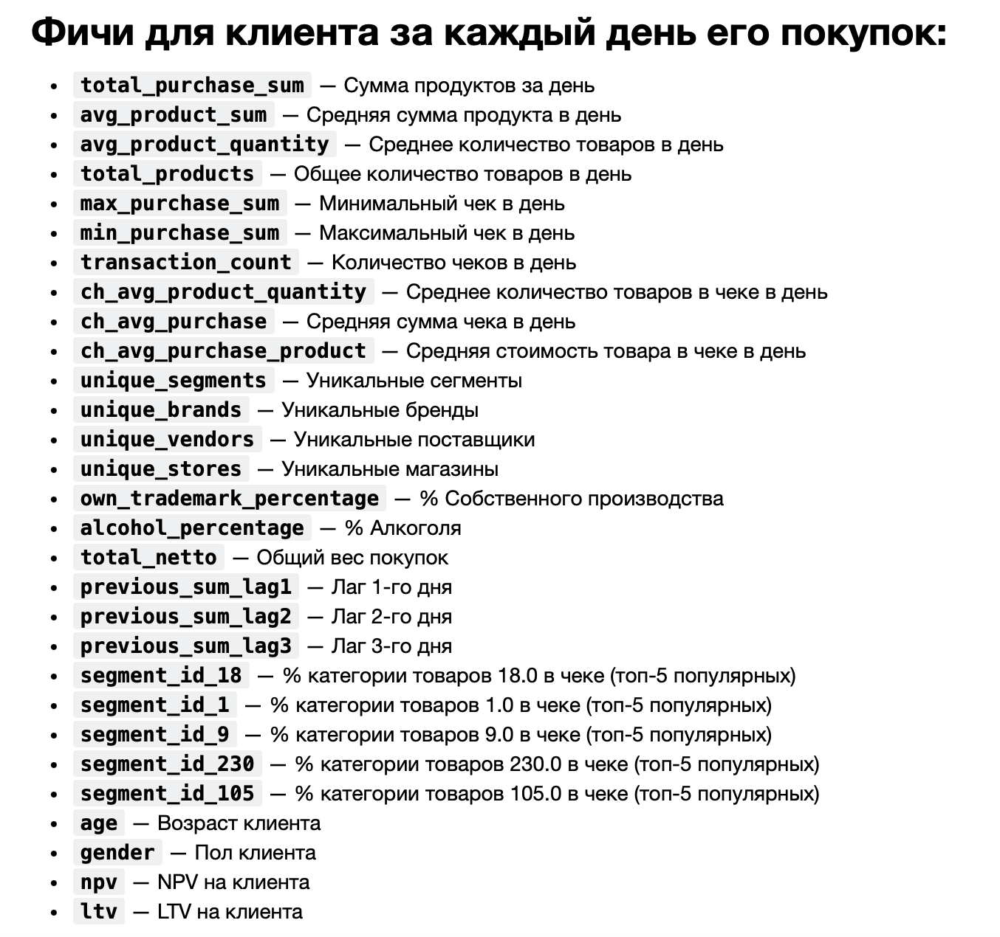 Фичи для клиента за каждый день его покупок:
• total_purchase_sum — Сумма продуктов за день
• avg_product_sum — Средняя сумма продукта в день
• avg_product_quantity — Среднее количество товаров в день
• total_products — Общее количество товаров в день
• max_purchase_sum — Минимальный чек в день
• min_purchase_sum — Максимальный чек в день
• transaction_count — Количество чеков в день
• ch_avg_product_quantity — Среднее количество товаров в чеке в день
• ch_avg_purchase — Средняя сумма чека в день
• ch_avg_purchase_product — Средняя стоимость товара в чеке в день
• unique_segments — Уникальные сегменты
• unique_brands — Уникальные бренды
• unique_vendors — Уникальные поставщики
• unique_stores — Уникальные магазины
• own_trademark_percentage — % Собственного производства
• alcohol_percentage — % Алкоголя
• total_netto — Общий вес покупок
• previous_sum_lag1 — Лаг 1-го дня
• previous_sum_lag2 — Лаг 2-го дня
• previous_sum_lag3 — Лаг 3-го дня
• segment_id_18 — % категории товаров 18.0 в чеке (топ-5 популярных)
• segment_id_1 — % категории товаров 1.0 в чеке (топ-5 популярных)
• segment_id_9 — % категории товаров 9.0 в чеке (топ-5 популярных)
• segment_id_230 — % категории товаров 230.0 в чеке (топ-5 популярных)
• segment_id_105 — % категории товаров 105.0 в чеке (топ-5 популярных)
• age — Возраст клиента
• gender — Пол клиента
• npv — NPV на клиента
• ltv — LTV на клиента